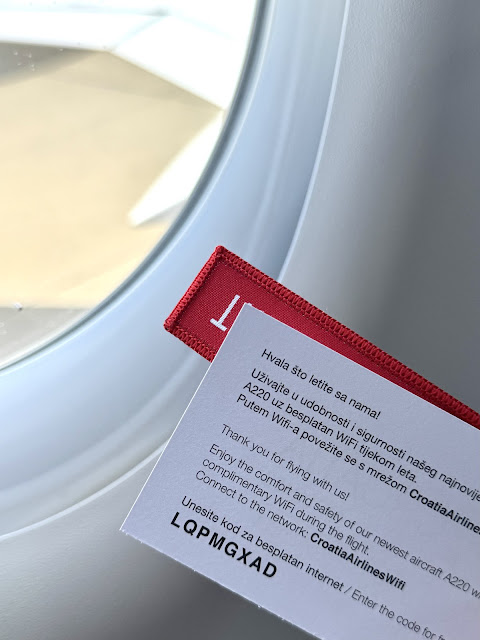 Hvala što letite sa nama!
Uživajte u udobnosti i sigurnosti našeg
A220 uz besplatan WiFi tijekom leta.
Putem Wifi-a povežite se s mrežom
Thank you for flying with us!
Enjoy the comfort and safety of our newest aircraft A220
complimentary WiFi during the flight.
Connect to the network: CroatiaAirlinesWifi
Unesite kod za besplatan internet / Enter the code for
LQPMGXAD